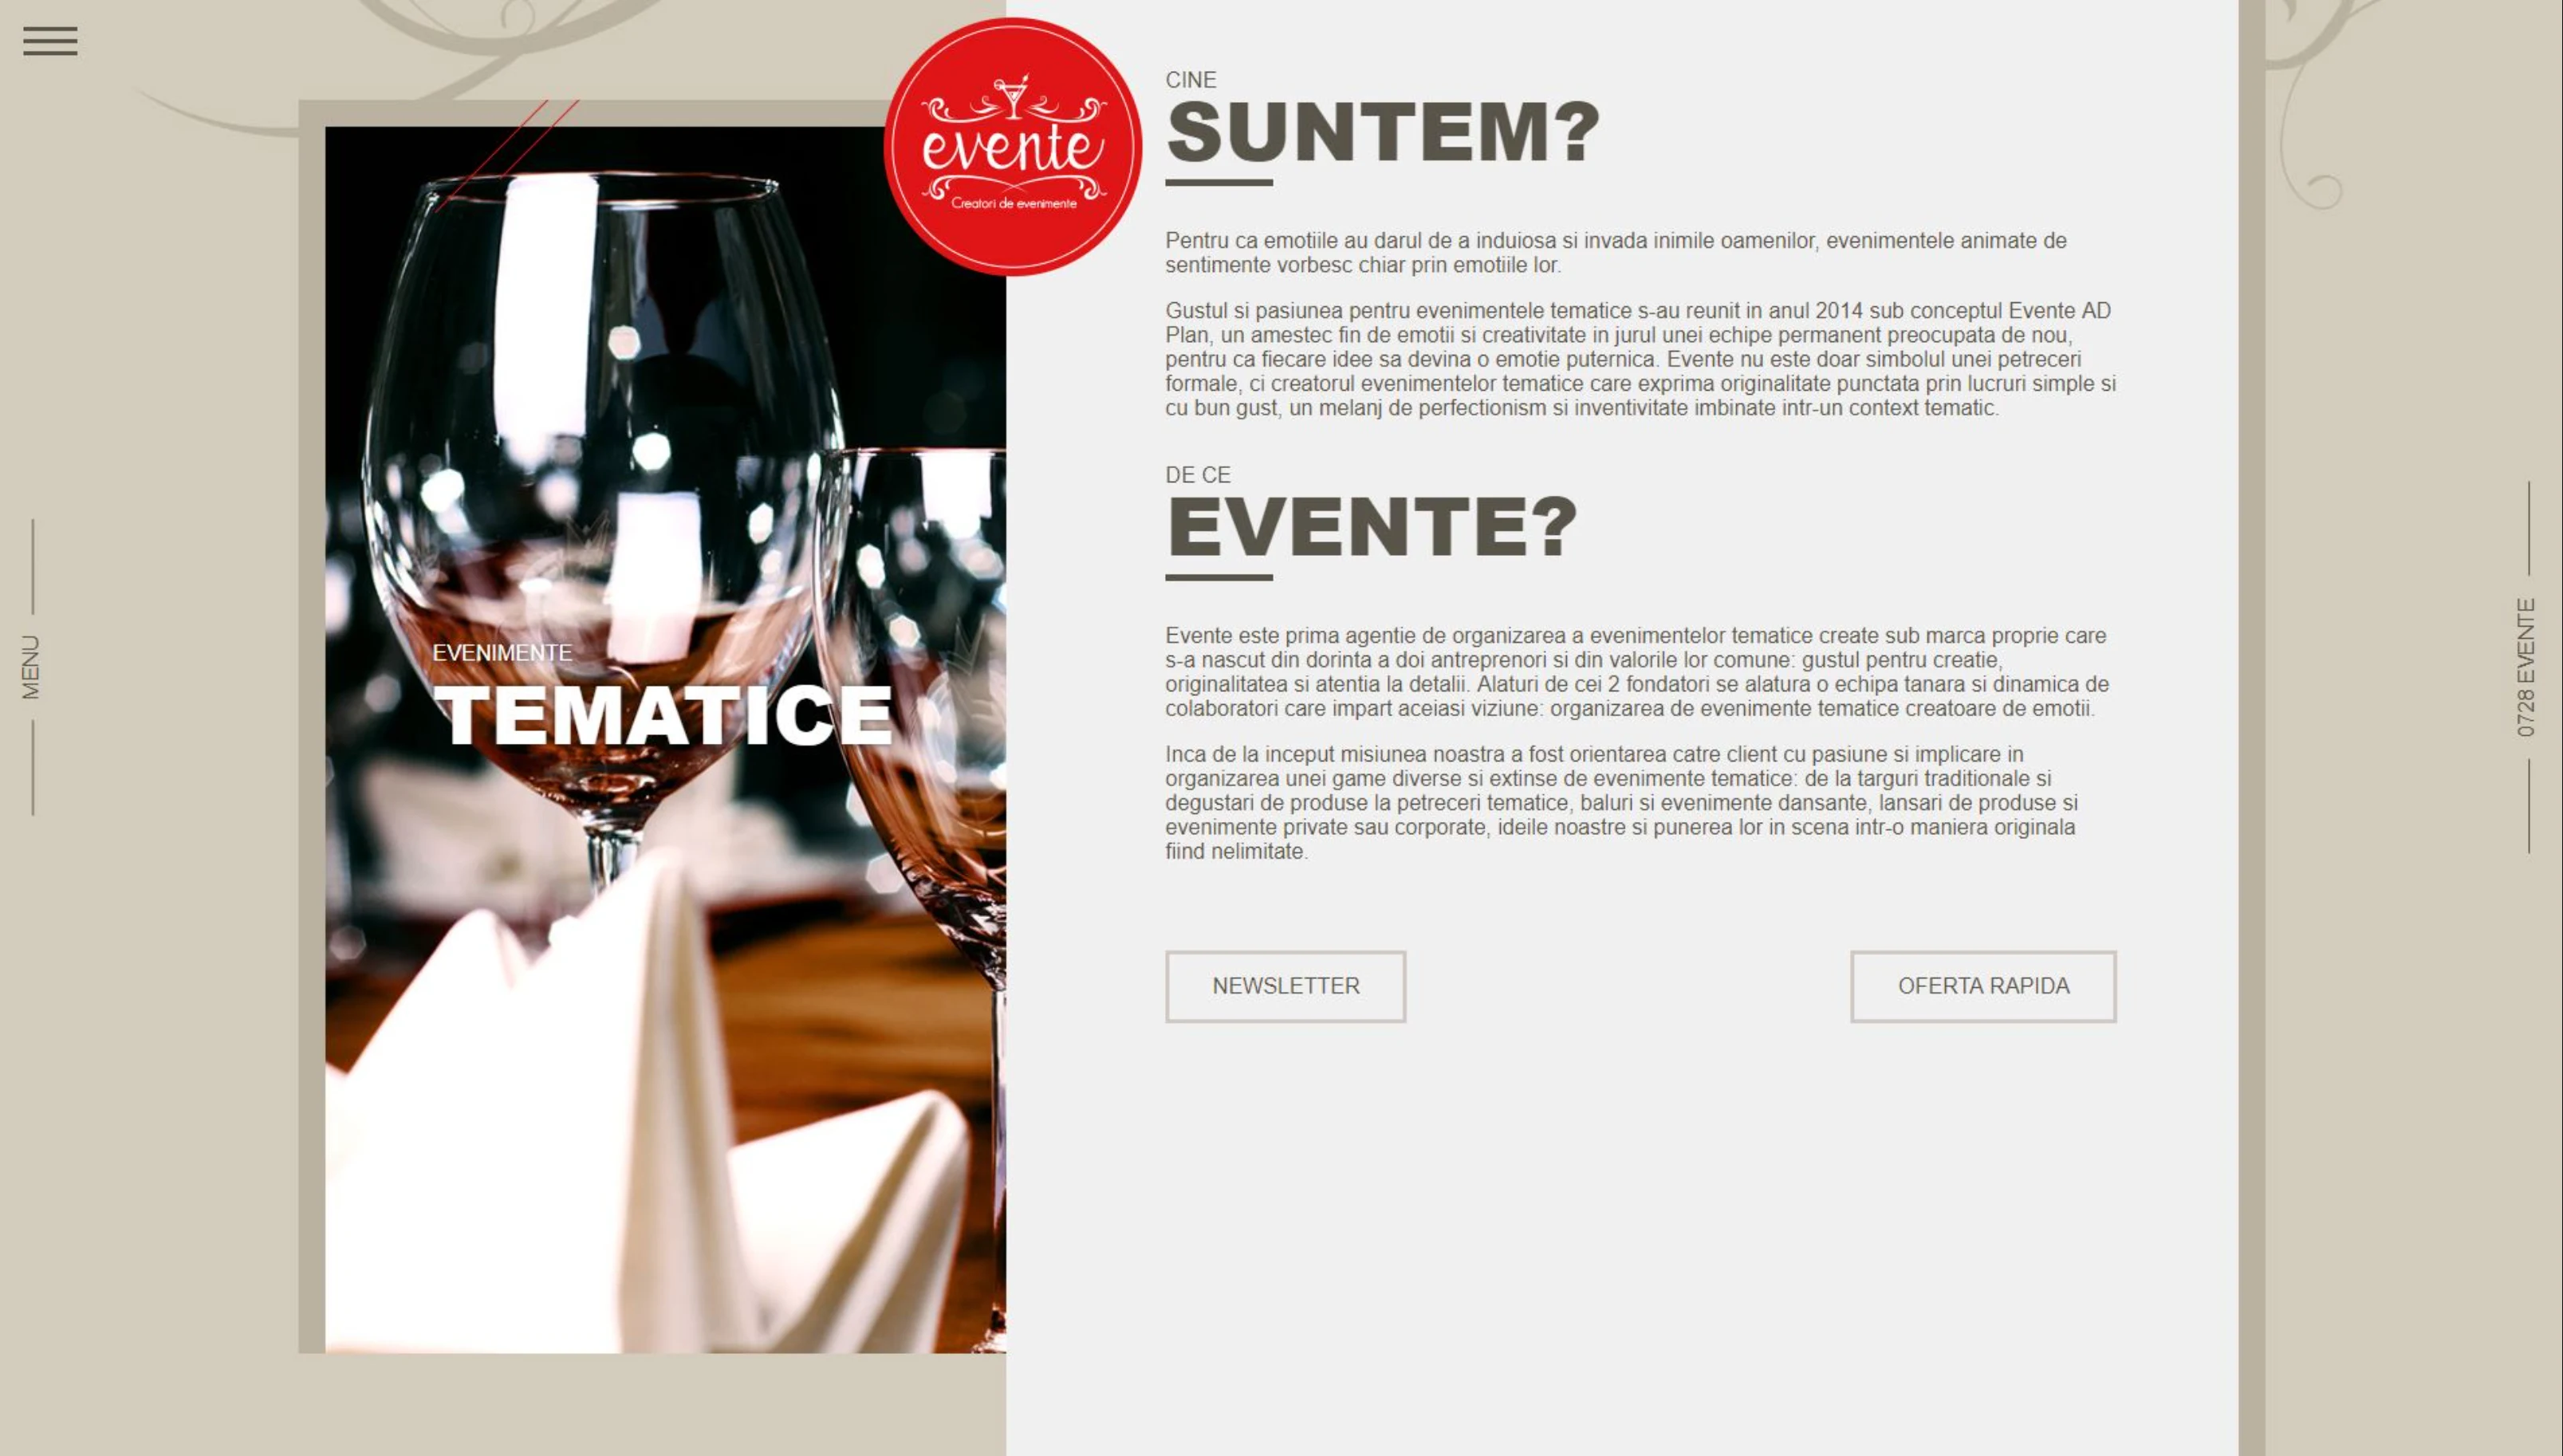 evente
Creatori de evenimente
MENU
EVENIMENTE
TEMATICE
CINE
SUNTEM?
Pentru ca emotiile au darul de a induiosa si invada inimile oamenilor, evenimentele animate de
sentimente vorbesc chiar prin emotiile lor.
Gustul si pasiunea pentru evenimentele tematice s-au reunit in anul 2014 sub conceptul Evente AD
Plan, un amestec fin de emotii si creativitate in jurul unei echipe permanent preocupata de nou,
pentru ca fiecare idee sa devina o emotie puternica. Evente nu este doar simbolul unei petreceri
formale, ci creatorul evenimentelor tematice care exprima originalitate punctata prin lucruri simple si
cu bun gust, un melanj de perfectionism si inventivitate imbinate intr-un context tematic.
DE CE
EVENTE?
Evente este prima agentie de organizarea a evenimentelor tematice create sub marca proprie care
s-a nascut din dorinta a doi antreprenori si din valorile lor comune: gustul pentru creatie,
originalitatea si atentia la detalii. Alaturi de cei 2 fondatori se alatura o echipa tanara si dinamica de
colaboratori care impart aceiasi viziune: organizarea de evenimente tematice creatoare de emotii.
Inca de la inceput misiunea noastra a fost orientarea catre client cu pasiune si implicare in
organizarea unei game diverse si extinse de evenimente tematice: de la targuri traditionale si
degustari de produse la petreceri tematice, baluri si evenimente dansante, lansari de produse si
evenimente private sau corporate, ideile noastre si punerea lor in scena intr-o maniera originala
fiind nelimitate.
NEWSLETTER
OFERTA RAPIDA
0728 EVENTE